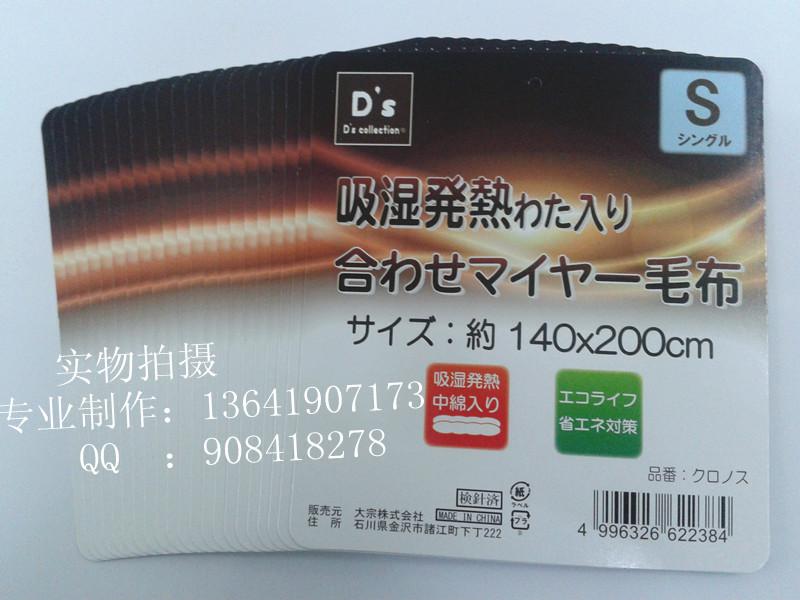 D's
D's collection
S
シングル
吸湿発熱わた入り
合わせマイヤー毛布
サイズ：約 140x200cm
吸湿発熱
中綿入り
エコライフ
省エネ対策
品番：クロノス
検針済
MADE IN CHINA
紙
ラベル
プラ
販売元 大宗株式会社
住 所 石川県金沢市諸江町下丁222
4 996326 622384
实物拍摄
专业制作：13641907173
QQ ：908418278